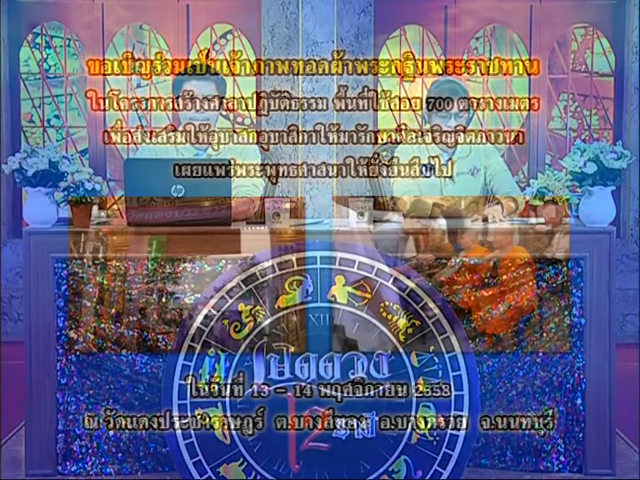 ขอเชิญร่วมเป็นเจ้าภาพทอดผ้าพระกฐินพระราชทาน
ในโครงการสร้างศาลาปฏิบัติธรรม พื้นที่ใช้สอย 700 ตารางเมตร
เพื่อส่งเสริมให้อุบาสกอุบาสิกาให้มารักษาศีลเจริญจิตภาวนา
เผยแพร่พระพุทธศาสนาให้ยั่งยืนสืบไป
hp
XII
เปิดดวง
ในวันที่ 13 - 14 พฤศจิกายน 2558
ณ วัดแดงประชาราษฎร์ ต.บางสีทอง อ.บางกรวย จ.นนทบุรี
12 ราศี